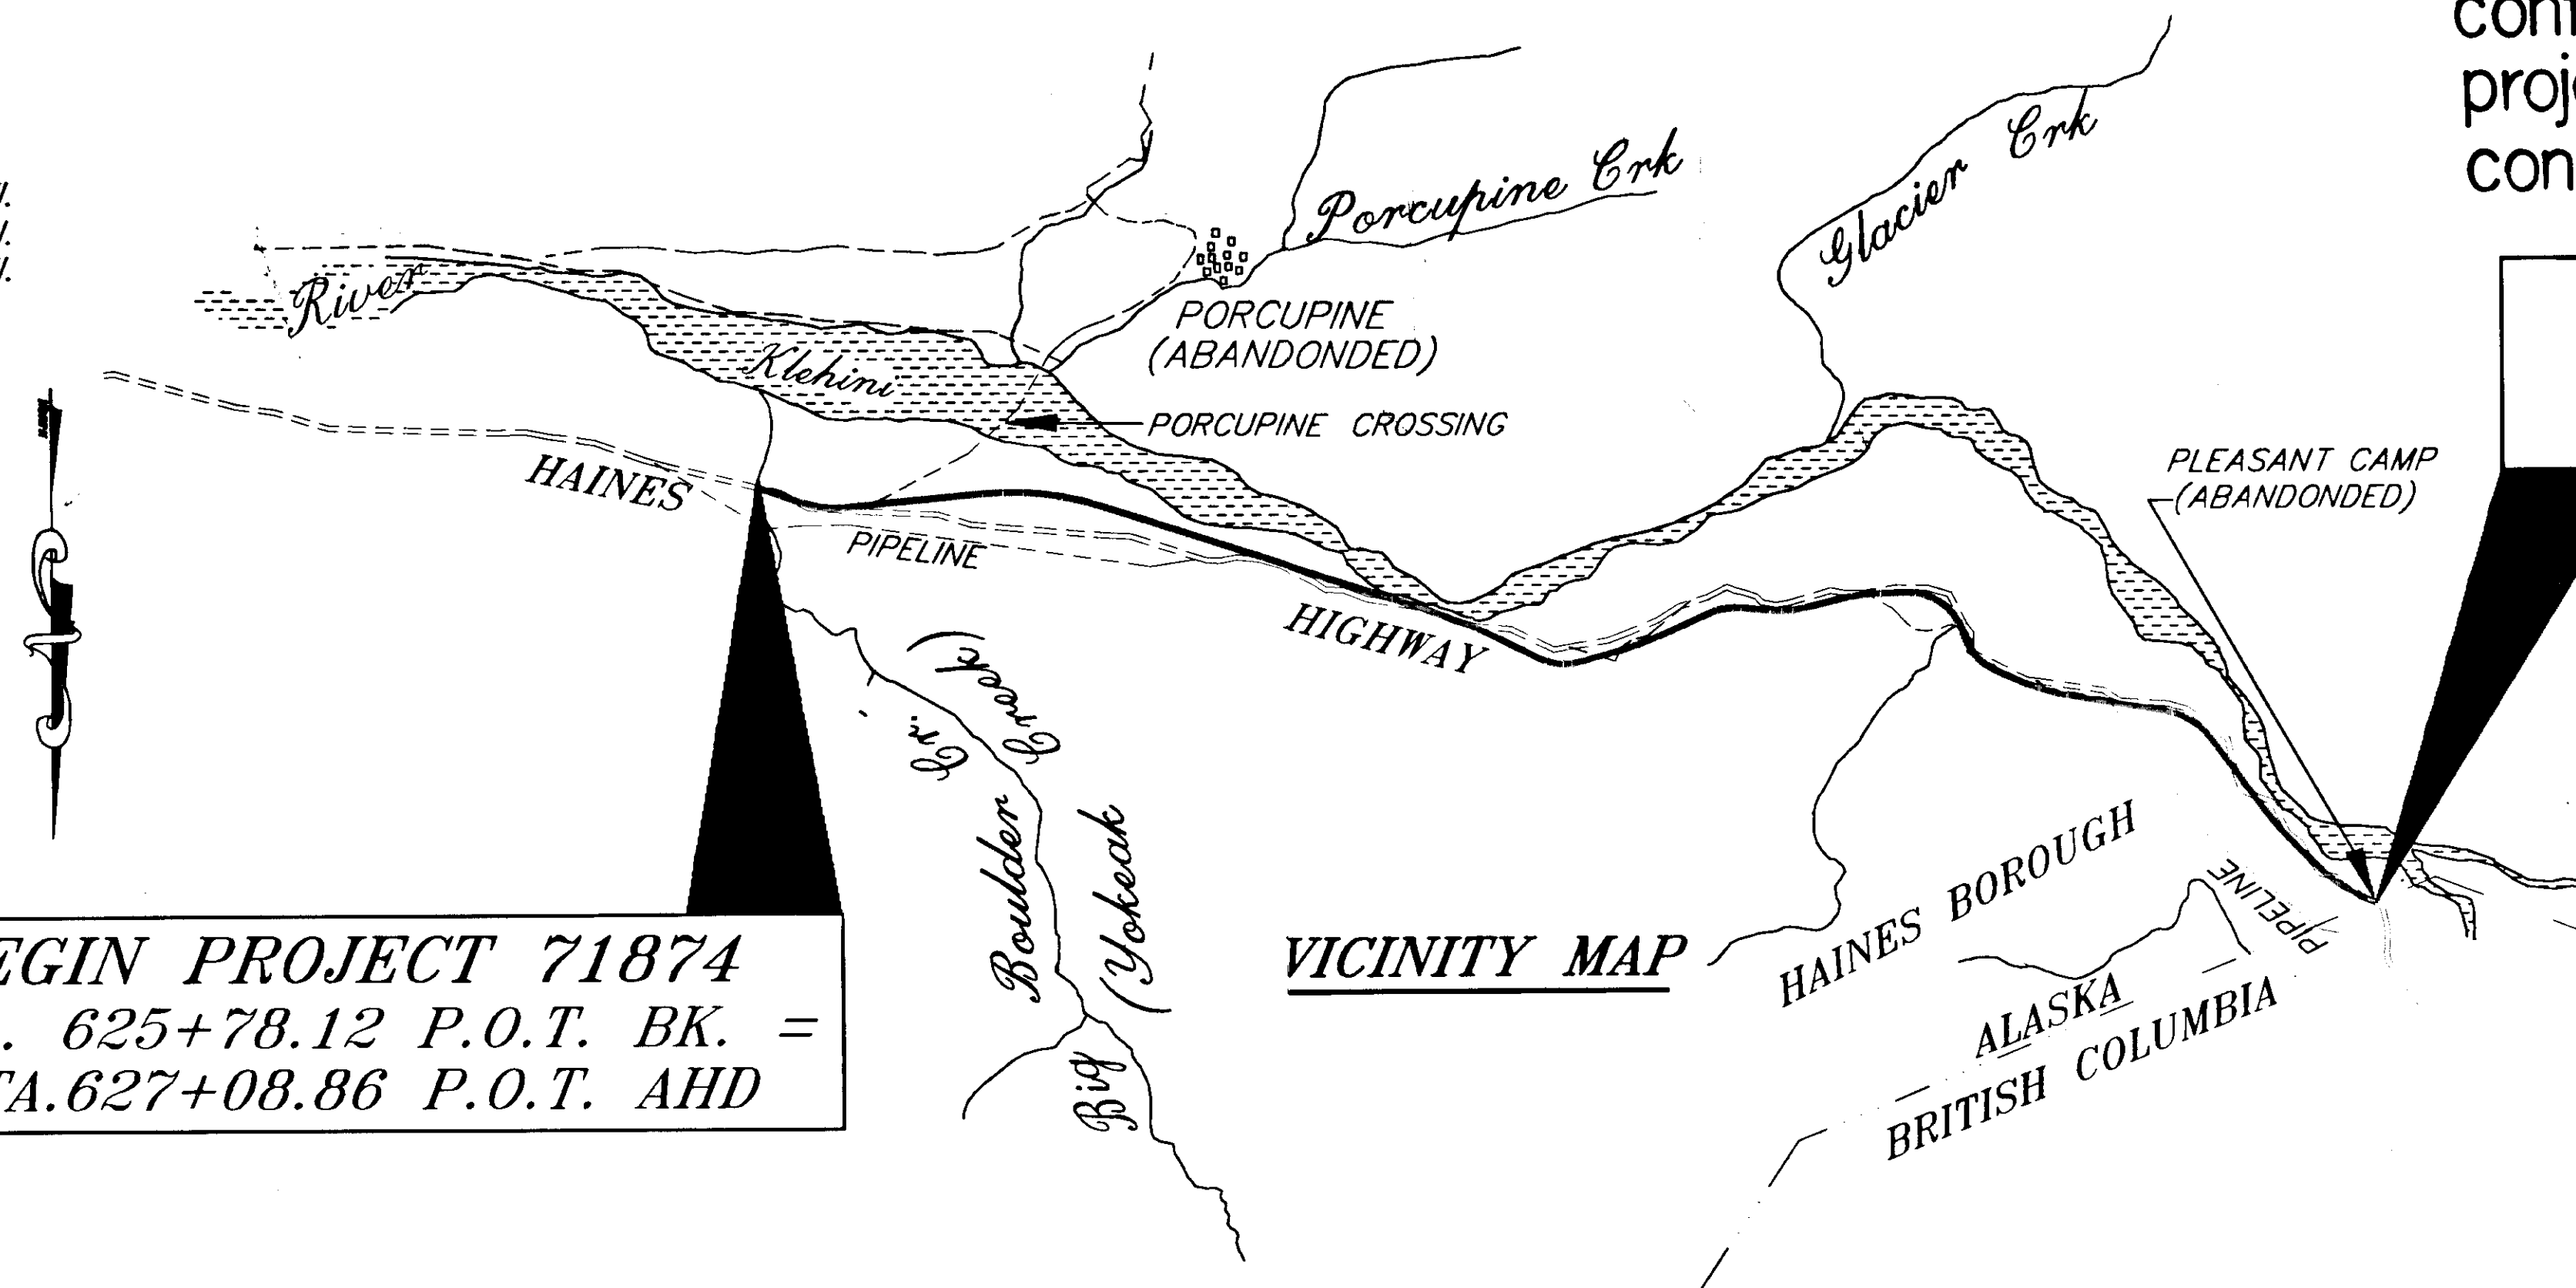 Porcupine Crk
Glacier Crk
River
Klehini
PORCUPINE
(ABANDONDED)
PORCUPINE CROSSING
PLEASANT CAMP
(ABANDONDED)
HAINES
HIGHWAY
PIPELINE
Boulder Cr.
Big
(Yokeak Creek)
HAINES BOROUGH
PIPELINE
ALASKA
BRITISH COLUMBIA
VICINITY MAP
EGIN PROJECT 71874
. 625+78.12 P.O.T. BK. =
TA.627+08.86 P.O.T. AHD
con